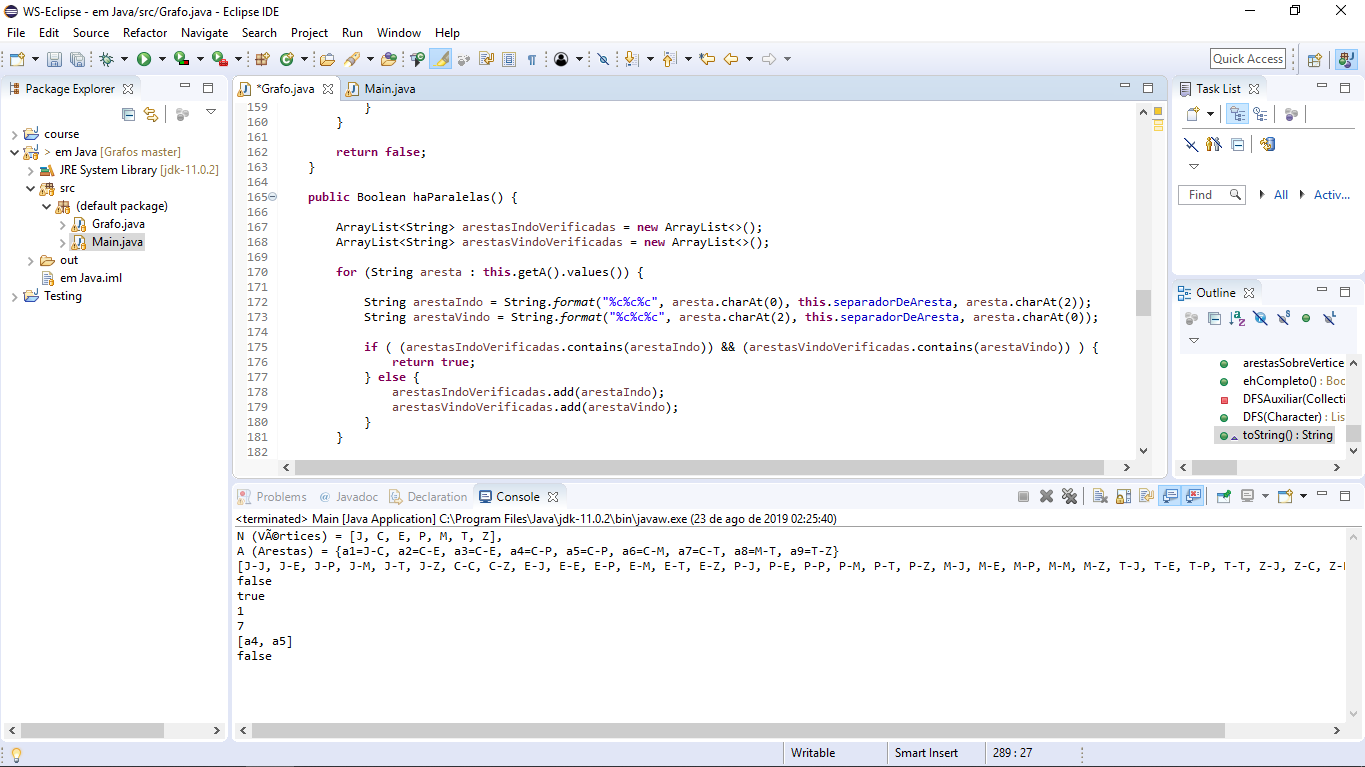 WS-Eclipse - em Java/src/Grafo.java - Eclipse IDE
File Edit Source Refactor Navigate Search Project Run Window Help
Quick Access
Package Explorer
course
> em Java [Grafos master]
JRE System Library [jdk-11.0.2]
src
(default package)
Grafo.java
Main.java
out
em Java.iml
Testing
*Grafo.java Main.java
159 }
160 }
161
162 return false;
163 }
164
165 public Boolean haParalelas() {
166
167 ArrayList<String> arestasIndoVerificadas = new ArrayList<>();
168 ArrayList<String> arestasVindoVerificadas = new ArrayList<>();
169
170 for (String aresta : this.getA().values()) {
171
172 String arestaIndo = String.format("%c%c%c", aresta.charAt(0), this.separadorDeAresta, aresta.charAt(2));
173 String arestaVindo = String.format("%c%c%c", aresta.charAt(2), this.separadorDeAresta, aresta.charAt(0));
174
175 if ( (arestasIndoVerificadas.contains(arestaIndo)) && (arestasVindoVerificadas.contains(arestaVindo)) ) {
176 return true;
177 } else {
178 arestasIndoVerificadas.add(arestaIndo);
179 arestasVindoVerificadas.add(arestaVindo);
180 }
181 }
182
Task List
Find All Activ...
Outline
arestasSobreVertice
ehCompleto() : Boo
DFSAuxiliar(Collecti
DFS(Character) : Lis
toString() : String
Problems @ Javadoc Declaration Console
<terminated> Main [Java Application] C:\Program Files\Java\jdk-11.0.2\bin\javaw.exe (23 de ago de 2019 02:25:40)
N (VÃ©rtices) = [J, C, E, P, M, T, Z],
A (Arestas) = {a1=J-C, a2=C-E, a3=C-E, a4=C-P, a5=C-P, a6=C-M, a7=C-T, a8=M-T, a9=T-Z}
[J-J, J-E, J-P, J-M, J-T, J-Z, C-C, C-Z, E-J, E-E, E-P, E-M, E-T, E-Z, P-J, P-E, P-P, P-M, P-T, P-Z, M-J, M-E, M-P, M-M, M-Z, T-J, T-E, T-P, T-T, Z-J, Z-C, Z-
false
true
1
7
[a4, a5]
false
Writable Smart Insert 289 : 27